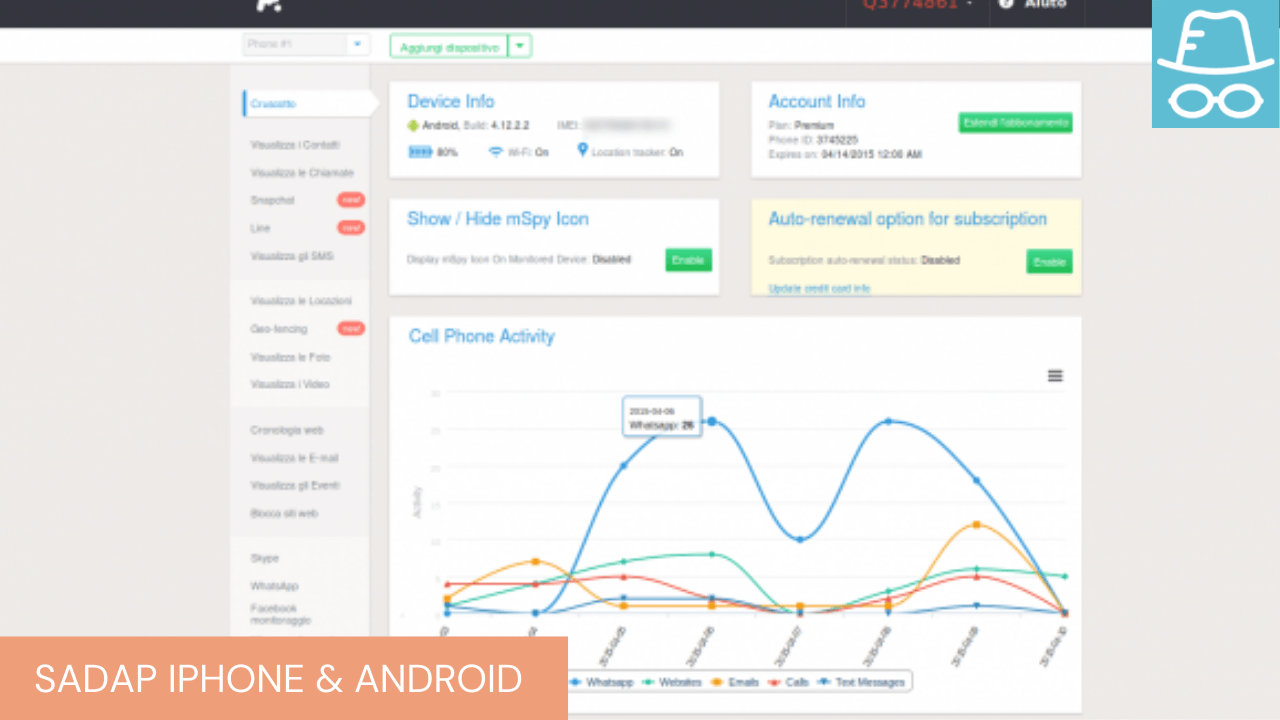 Q3774861
Aiuto
Phone #1
Aggiungi dispositivo
Cruscotto
Visualizza i Contatti
Visualizza le Chiamate
Snapchat new!
Line new!
Visualizza gli SMS
Visualizza le Locazioni
Geo-fencing new!
Visualizza le Foto
Visualizza i Video
Cronologia web
Visualizza le E-mail
Visualizza gli Eventi
Blocca siti web
Skype
WhatsApp
Facebook
monitoraggio
Device Info
Android, Build: 4.12.2.2 IMEI:
80% Wi-Fi: On Location tracker: On
Account Info
Plan: Premium
Phone ID: 3745225
Expires on: 04/14/2015 12:00 AM
Estendi l'abbonamento
Show / Hide mSpy Icon
Display mSpy Icon On Monitored Device: Disabled
Enable
Auto-renewal option for subscription
Subscription auto-renewal status: Disabled
Enable
Update credit card info
Cell Phone Activity
30
25
20
15
10
5
0
Activity
2015-04-06
Whatsapp: 26
03
04
2015-04-05
2015-04-06
2015-04-07
2015-04-08
2015-04-09
2015-04-10
Whatsapp Websites Emails Calls Text Messages
SADAP IPHONE & ANDROID